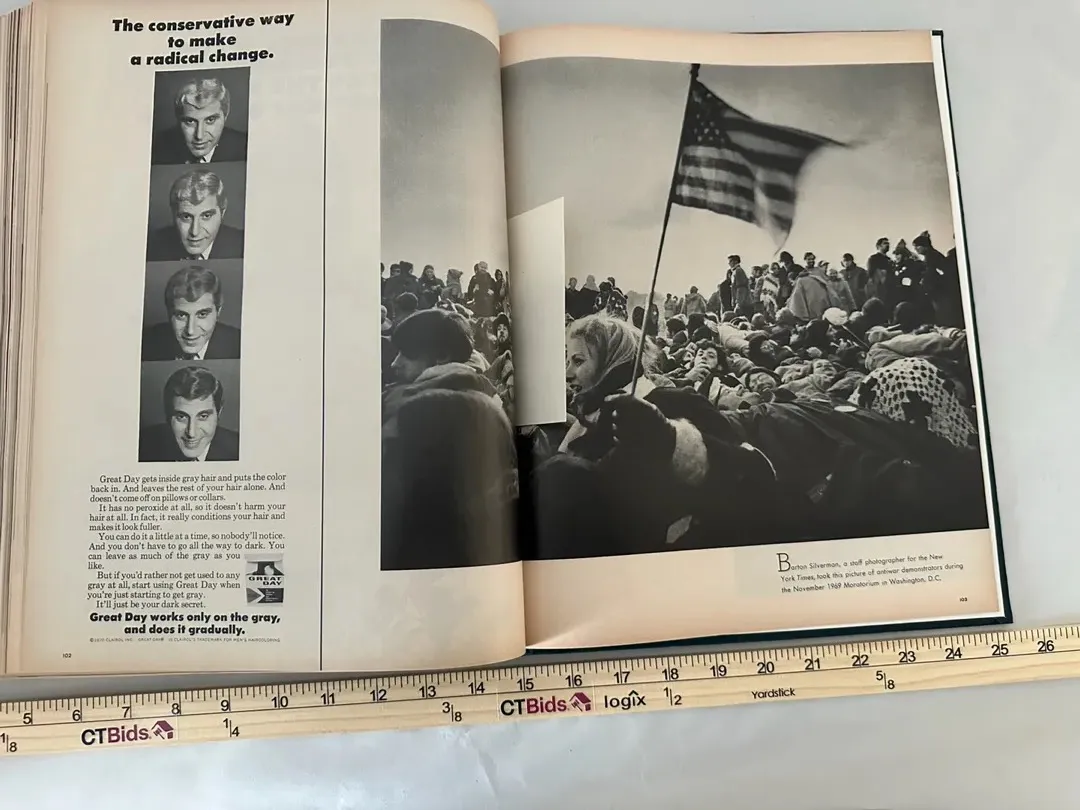 The conservative way
to make
a radical change.
Great Day gets inside gray hair and puts the color
back in. And leaves the rest of your hair alone. And
doesn't come off on pillows or collars.
It has no peroxide at all, so it doesn't harm your
hair at all. In fact, it really conditions your hair and
makes it look fuller.
You can do it a little at a time, so nobody'll notice.
And you don't have to go all the way to dark. You
can leave as much of the gray as you
like.
But if you'd rather not get used to any
gray at all, start using Great Day when
you're just starting to get gray.
It'll just be your dark secret.
GREAT
DAY
Great Day works only on the gray,
and does it gradually.
102
Barton Silverman, a staff photographer for the New
York Times, took this picture of antiwar demonstrators during
the November 1969 Moratorium in Washington, D.C.
103
5 6 7 8 9 10 11 12 13 14 15 16 17 18 19 20 21 22 23 24 25 26
1/8 CTBids 1/4 3/8 CTBids logix 1/2 Yardstick 5/8